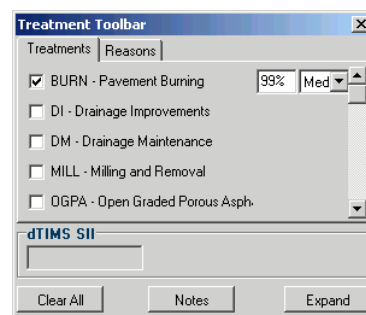 Treatment Toolbar
Treatments Reasons
BURN - Pavement Burning 99% Med
DI - Drainage Improvements
DM - Drainage Maintenance
MILL - Milling and Removal
OGPA - Open Graded Porous Asph
dTIMS SII
Clear All Notes Expand